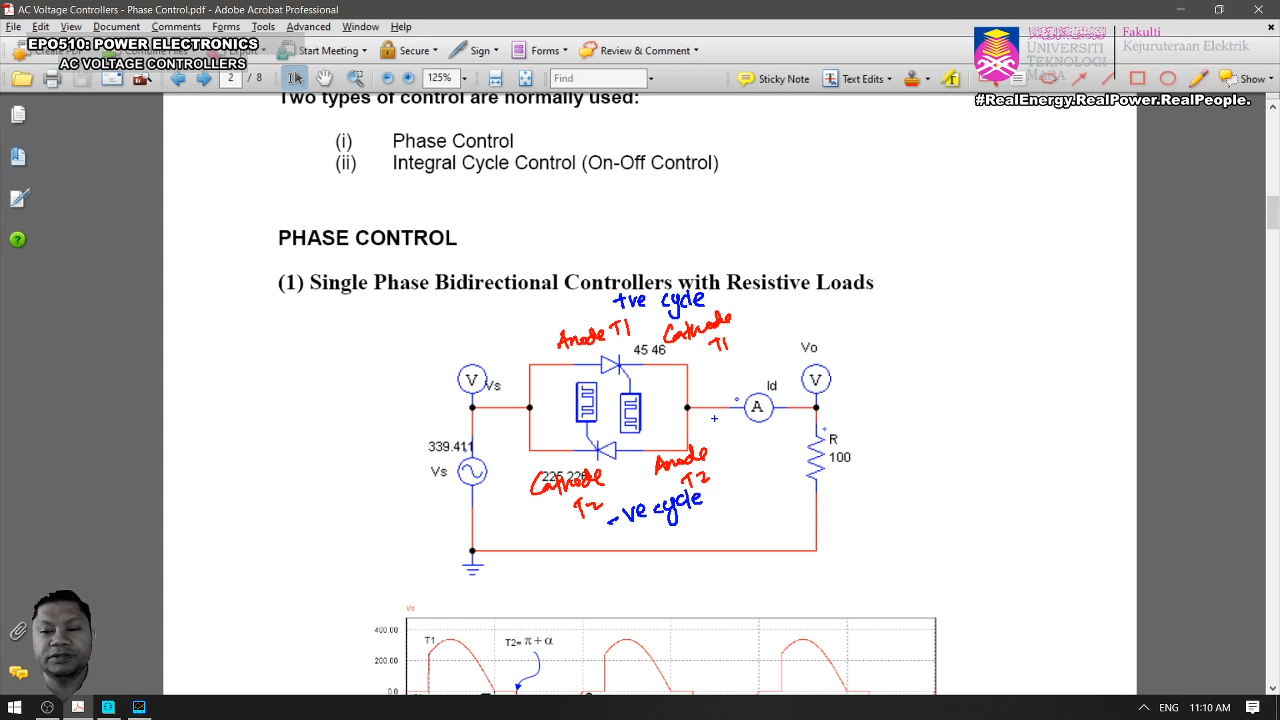 AC Voltage Controllers - Phase Control.pdf - Adobe Acrobat Professional
File Edit View Document Comments Forms Tools Advanced Window Help
EPO510: POWER ELECTRONICS
AC VOLTAGE CONTROLLERS
Start Meeting Secure Sign Forms Review & Comment
Fakulti
UNIVERSITI Kejuruteraan Elektrik
TEKNOLOGI
MARA
2 / 8 125% Find Sticky Note Text Edits Show
#RealEnergy.RealPower.RealPeople.
Two types of control are normally used:
(i) Phase Control
(ii) Integral Cycle Control (On-Off Control)
PHASE CONTROL
(1) Single Phase Bidirectional Controllers with Resistive Loads
+ve cycle
Anode T1 Cathode
T1
45 46 Vo
V Vs Id V
A
339.411 R
Vs 100
+
Anode
T2
Cathode
T2
-ve cycle
Vo
400.00 T1 T2= π + α
200.00
0.0
ENG 11:10 AM